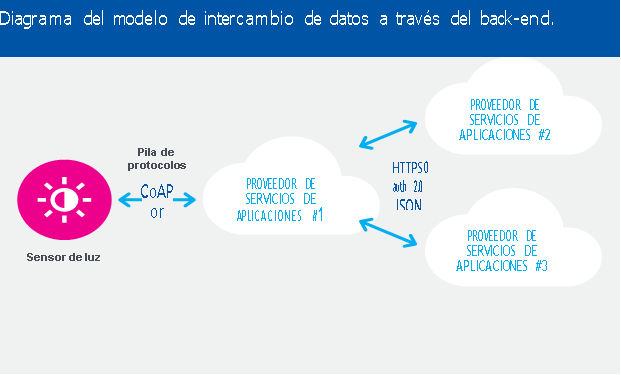 Diagrama del modelo de intercambio de datos a través del back-end.
PROVEEDOR DE
SERVICIOS DE
APLICACIONES #2
Pila de
protocolos
HTTPS0
auth 2.0
JSON
CoAP
or
PROVEEDOR DE
SERVICIOS DE
APLICACIONES #1
PROVEEDOR DE
SERVICIOS DE
APLICACIONES #3
Sensor de luz